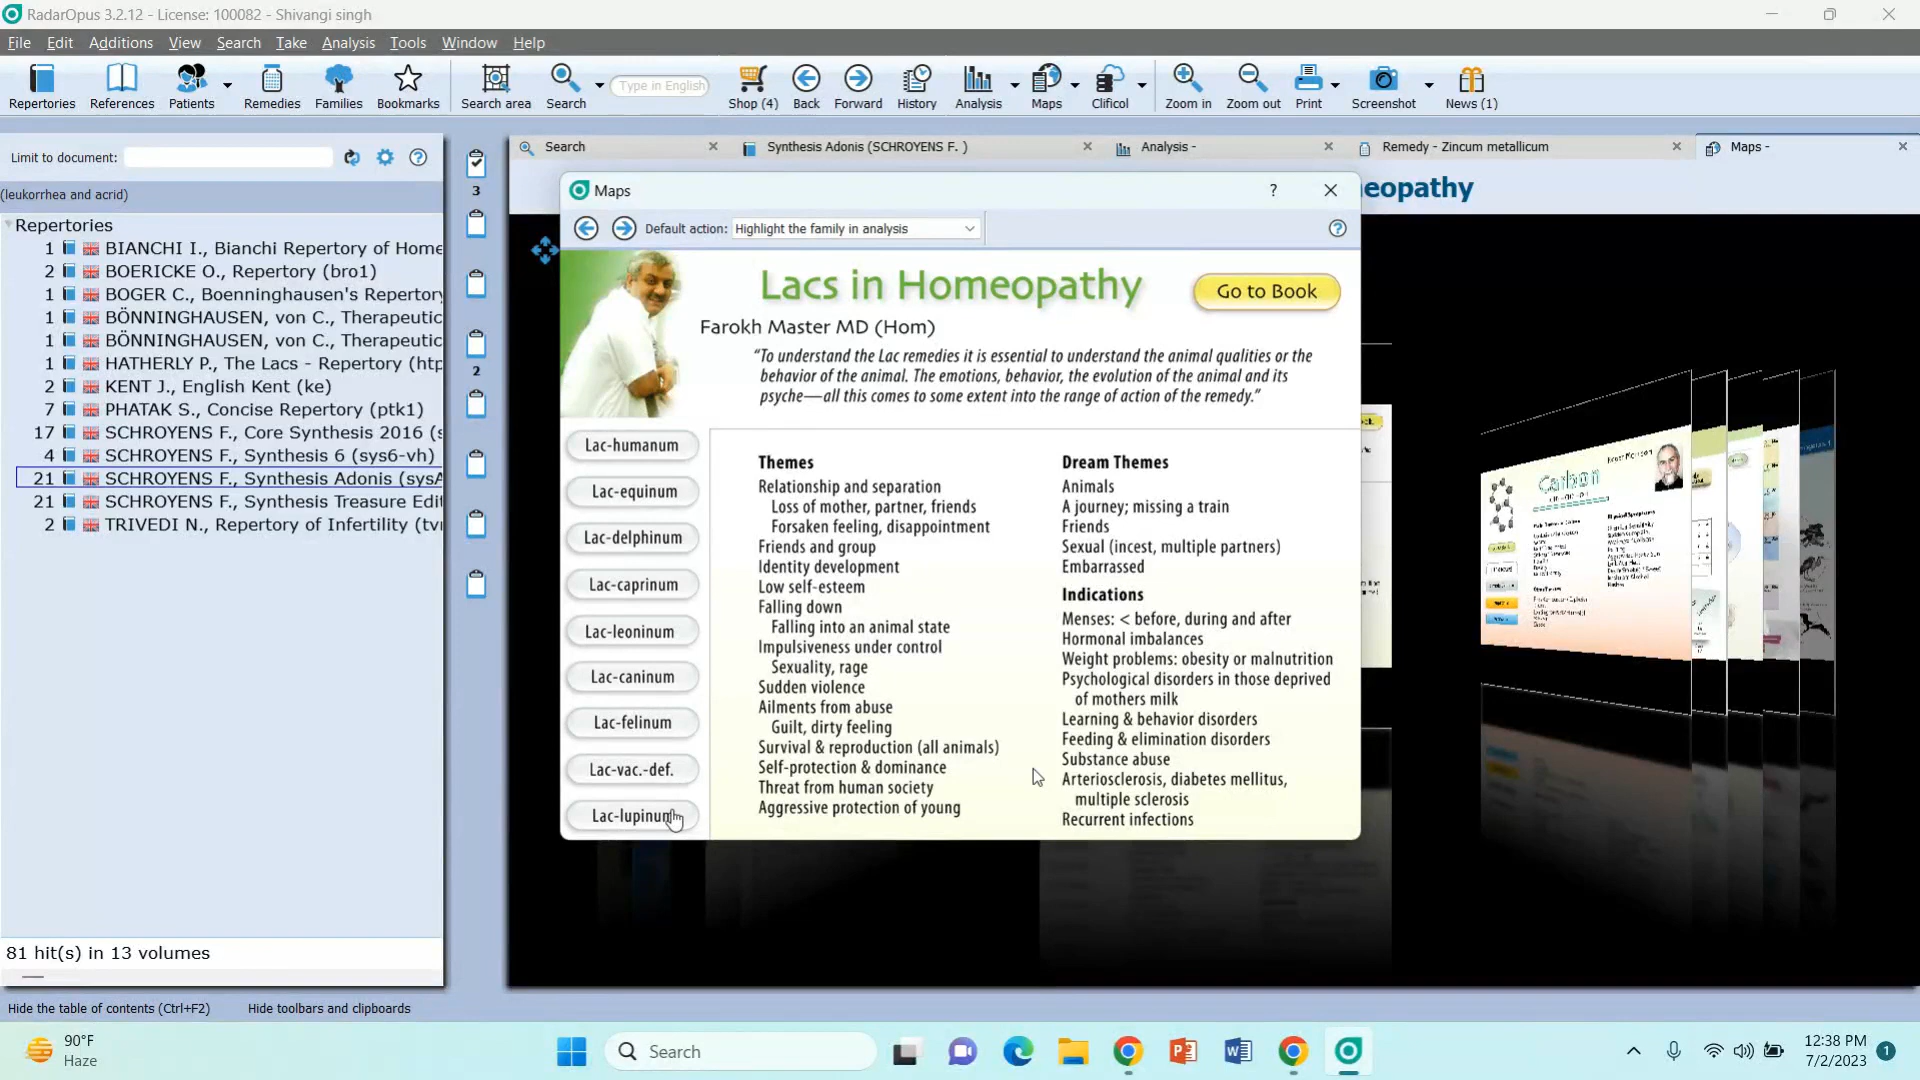 RadarOpus 3.2.12 - License: 100082 - Shivangi singh
File Edit Additions View Search Take Analysis Tools Window Help
Repertories References Patients Remedies Families Bookmarks Search area Search Type in English Shop (4) Back Forward History Analysis Maps Clificol Zoom in Zoom out Print Screenshot News (1)
Limit to document:
(leukorrhea and acrid)
Repertories
1 BIANCHI I., Bianchi Repertory of Home
2 BOERICKE O., Repertory (bro1)
1 BOGER C., Boenninghausen's Repertory
1 BÖNNINGHAUSEN, von C., Therapeutic
1 BÖNNINGHAUSEN, von C., Therapeutic
1 HATHERLY P., The Lacs - Repertory (htp
2 KENT J., English Kent (ke)
7 PHATAK S., Concise Repertory (ptk1)
17 SCHROYENS F., Core Synthesis 2016 (s
4 SCHROYENS F., Synthesis 6 (sys6-vh)
21 SCHROYENS F., Synthesis Adonis (sysA
21 SCHROYENS F., Synthesis Treasure Edit
2 TRIVEDI N., Repertory of Infertility (tv
81 hit(s) in 13 volumes
Hide the table of contents (Ctrl+F2) Hide toolbars and clipboards
3
2
Search Synthesis Adonis (SCHROYENS F. ) Analysis - Remedy - Zincum metallicum Maps -
eopathy
Maps
Default action: Highlight the family in analysis
Lacs in Homeopathy
Go to Book
Farokh Master MD (Hom)
"To understand the Lac remedies it is essential to understand the animal qualities or the
behavior of the animal. The emotions, behavior, the evolution of the animal and its
psyche—all this comes to some extent into the range of action of the remedy."
Lac-humanum
Lac-equinum
Lac-delphinum
Lac-caprinum
Lac-leoninum
Lac-caninum
Lac-felinum
Lac-vac.-def.
Lac-lupinum
Themes
Relationship and separation
Loss of mother, partner, friends
Forsaken feeling, disappointment
Friends and group
Identity development
Low self-esteem
Falling down
Falling into an animal state
Impulsiveness under control
Sexuality, rage
Sudden violence
Ailments from abuse
Guilt, dirty feeling
Survival & reproduction (all animals)
Self-protection & dominance
Threat from human society
Aggressive protection of young
Dream Themes
Animals
A journey; missing a train
Friends
Sexual (incest, multiple partners)
Embarrassed
Indications
Menses: < before, during and after
Hormonal imbalances
Weight problems: obesity or malnutrition
Psychological disorders in those deprived
of mothers milk
Learning & behavior disorders
Feeding & elimination disorders
Substance abuse
Arteriosclerosis, diabetes mellitus,
multiple sclerosis
Recurrent infections
Carbon
90°F
Haze
Search
12:38 PM
7/2/2023
1